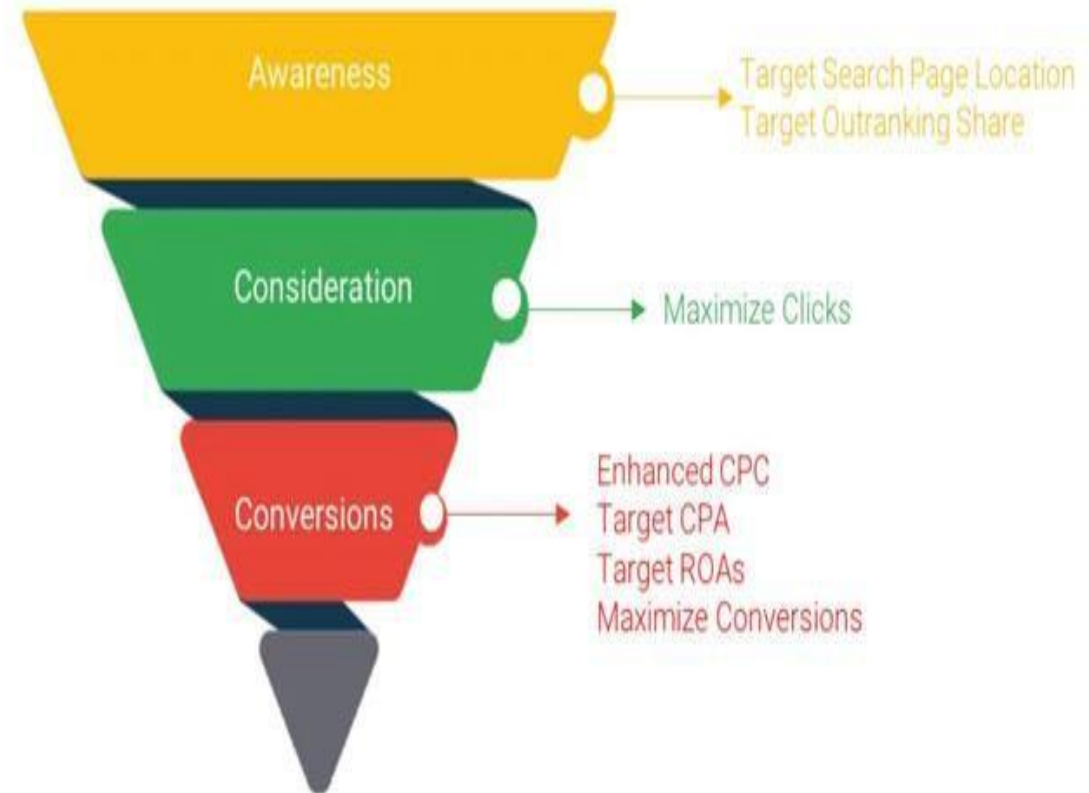 Awareness
Target Search Page Location
Target Outranking Share
Consideration
Maximize Clicks
Conversions
Enhanced CPC
Target CPA
Target ROAs
Maximize Conversions